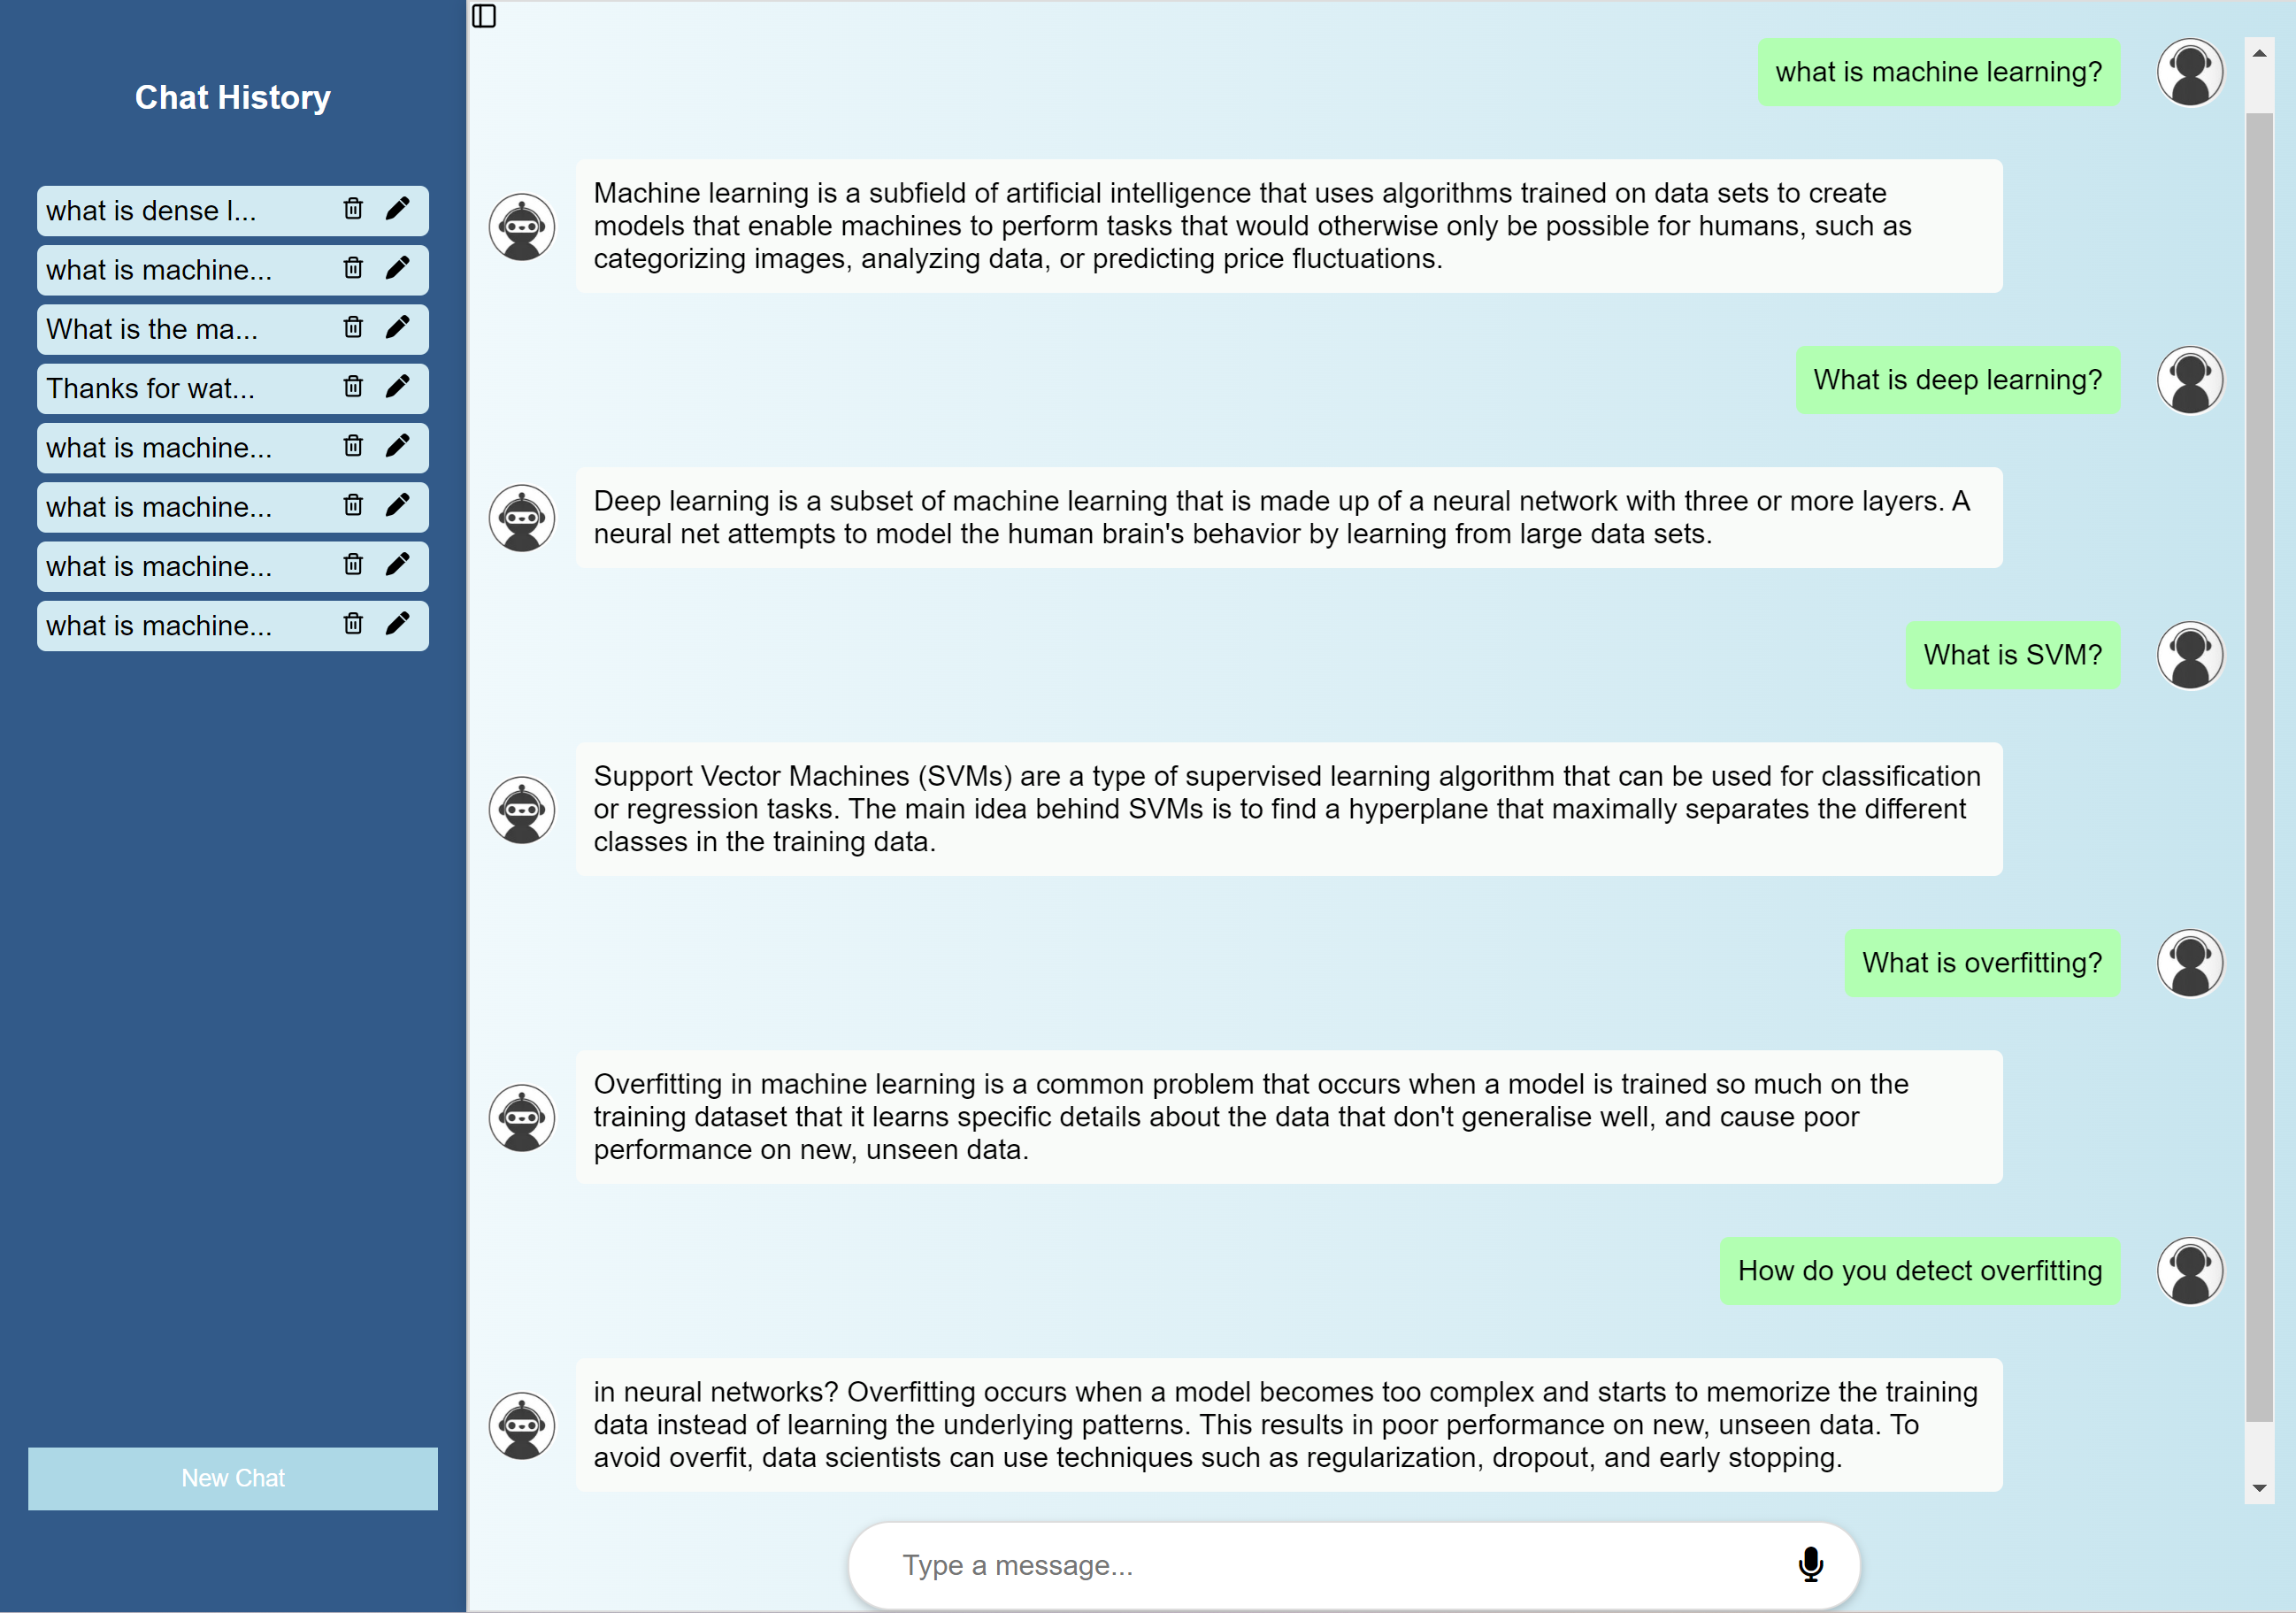 Chat History
what is dense l...
what is machine...
What is the ma...
Thanks for wat...
what is machine...
what is machine...
what is machine...
what is machine...
New Chat
what is machine learning?
Machine learning is a subfield of artificial intelligence that uses algorithms trained on data sets to create
models that enable machines to perform tasks that would otherwise only be possible for humans, such as
categorizing images, analyzing data, or predicting price fluctuations.
What is deep learning?
Deep learning is a subset of machine learning that is made up of a neural network with three or more layers. A
neural net attempts to model the human brain's behavior by learning from large data sets.
What is SVM?
Support Vector Machines (SVMs) are a type of supervised learning algorithm that can be used for classification
or regression tasks. The main idea behind SVMs is to find a hyperplane that maximally separates the different
classes in the training data.
What is overfitting?
Overfitting in machine learning is a common problem that occurs when a model is trained so much on the
training dataset that it learns specific details about the data that don't generalise well, and cause poor
performance on new, unseen data.
How do you detect overfitting
in neural networks? Overfitting occurs when a model becomes too complex and starts to memorize the training
data instead of learning the underlying patterns. This results in poor performance on new, unseen data. To
avoid overfit, data scientists can use techniques such as regularization, dropout, and early stopping.
Type a message...